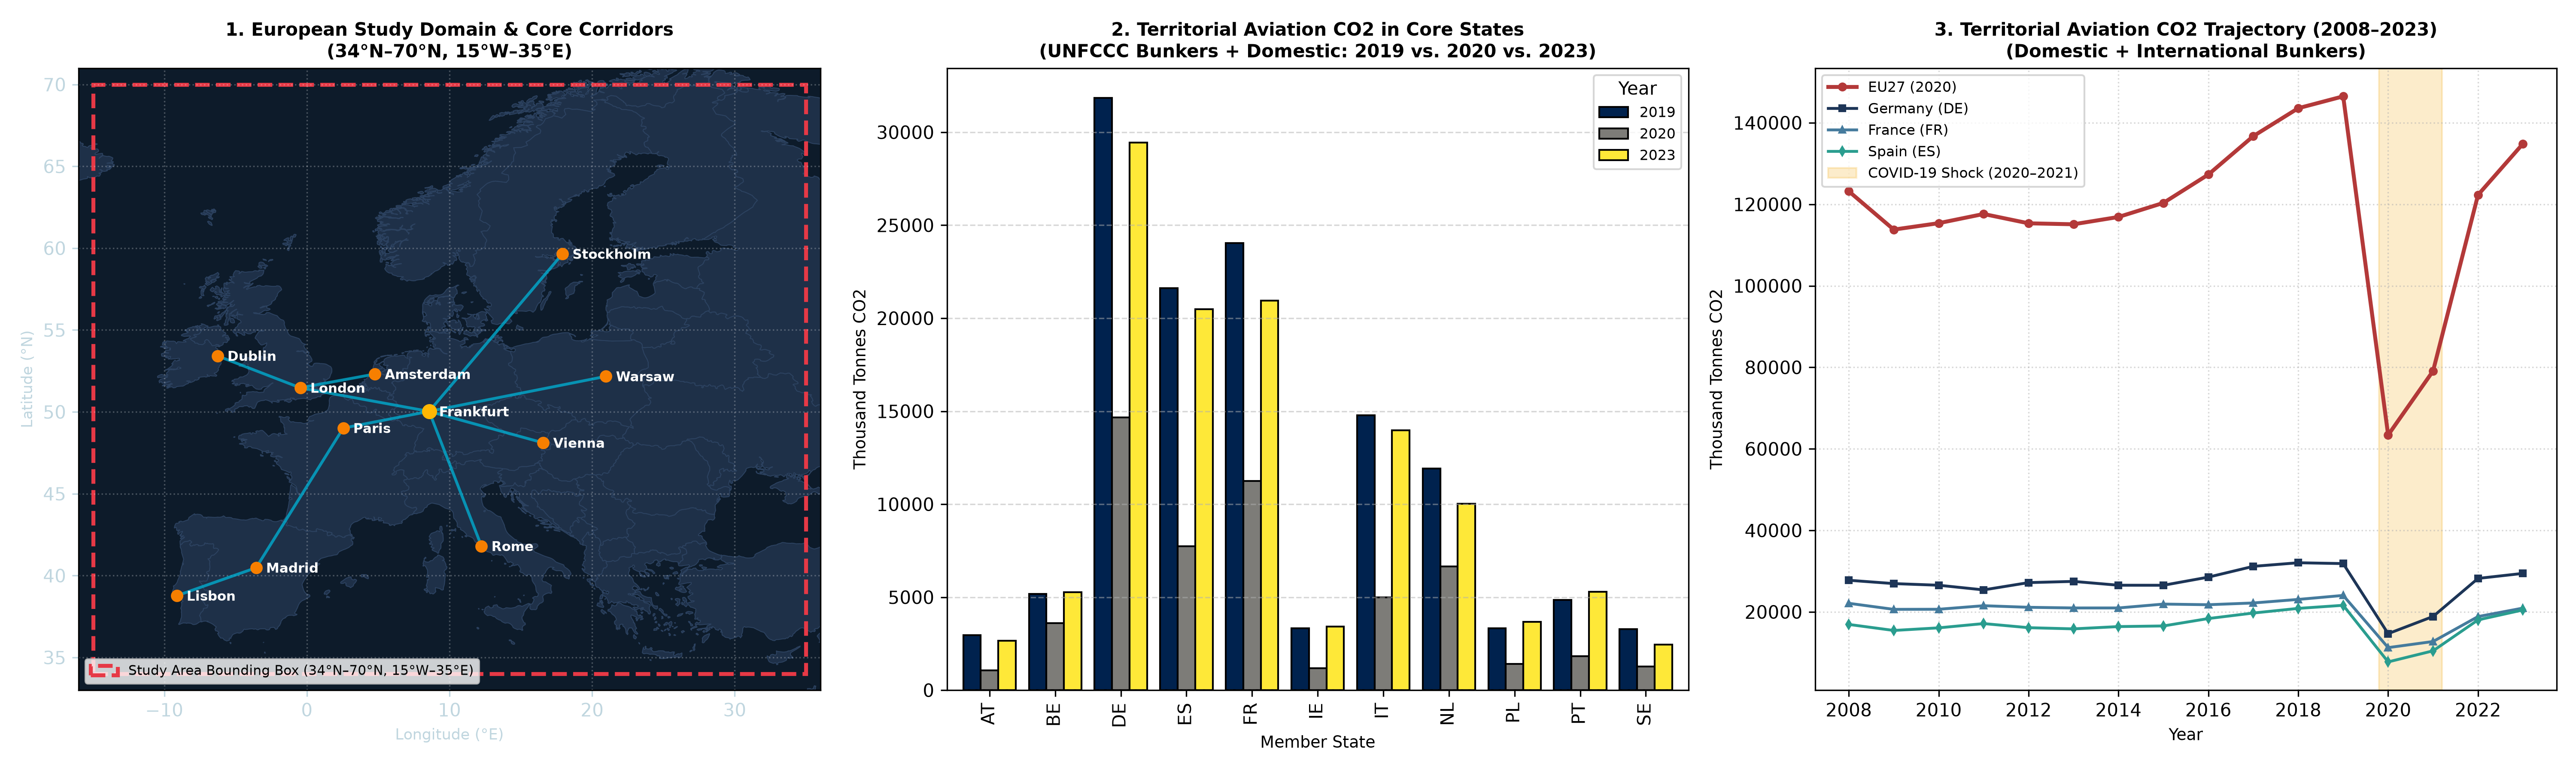 1. European Study Domain & Core Corridors
(34°N–70°N, 15°W–35°E)
70
65
60
55
50
45
40
35
Latitude (°N)
Stockholm
Dublin
Amsterdam
London
Warsaw
Frankfurt
Paris
Vienna
Rome
Madrid
Lisbon
Study Area Bounding Box (34°N–70°N, 15°W–35°E)
−10
0
10
20
30
Longitude (°E)
2. Territorial Aviation CO2 in Core States
(UNFCCC Bunkers + Domestic: 2019 vs. 2020 vs. 2023)
Year
2019
2020
2023
30000
25000
20000
15000
10000
5000
0
Thousand Tonnes CO2
AT
BE
DE
ES
FR
IE
IT
NL
PL
PT
SE
Member State
3. Territorial Aviation CO2 Trajectory (2008–2023)
(Domestic + International Bunkers)
EU27 (2020)
Germany (DE)
France (FR)
Spain (ES)
COVID-19 Shock (2020–2021)
140000
120000
100000
80000
60000
40000
20000
Thousand Tonnes CO2
2008
2010
2012
2014
2016
2018
2020
2022
Year